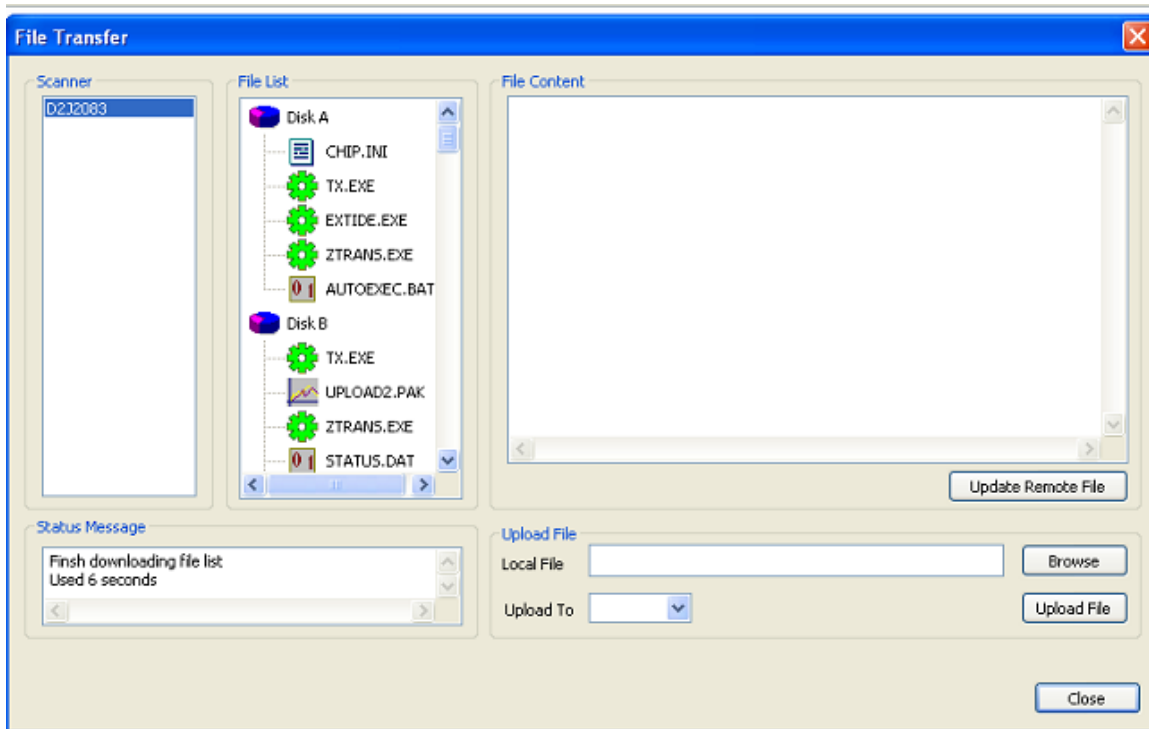 File Transfer
Scanner
D2J2083
File List
Disk A
CHIP.INI
TX.EXE
EXTIDE.EXE
ZTRANS.EXE
AUTOEXEC.BAT
Disk B
TX.EXE
UPLOAD2.PAK
ZTRANS.EXE
STATUS.DAT
File Content
Update Remote File
Status Message
Finsh downloading file list
Used 6 seconds
Upload File
Local File
Browse
Upload To
Upload File
Close